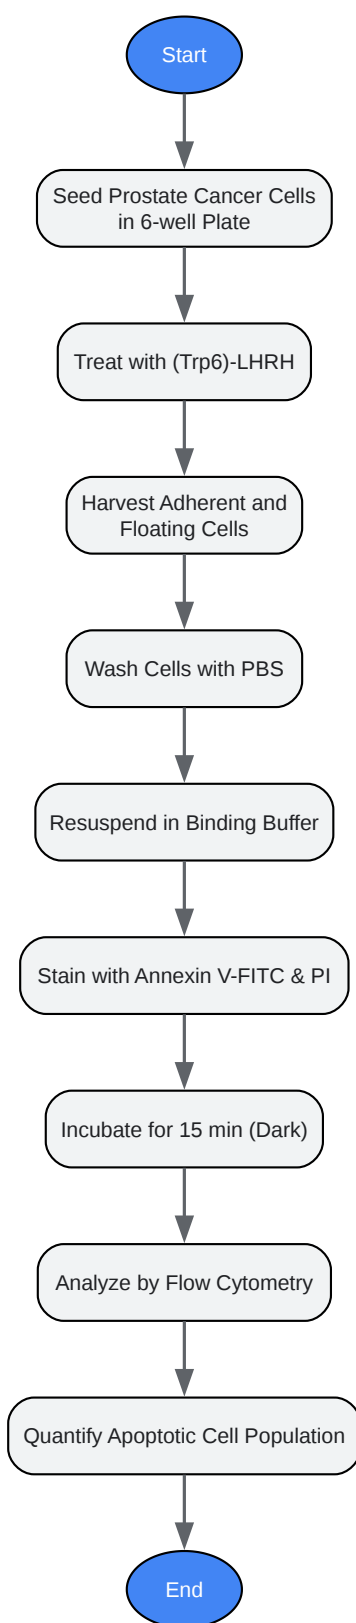 Start
Seed Prostate Cancer Cells
in 6-well Plate
Treat with (Trp6)-LHRH
Harvest Adherent and
Floating Cells
Wash Cells with PBS
Resuspend in Binding Buffer
Stain with Annexin V-FITC & PI
Incubate for 15 min (Dark)
Analyze by Flow Cytometry
Quantify Apoptotic Cell Population
End